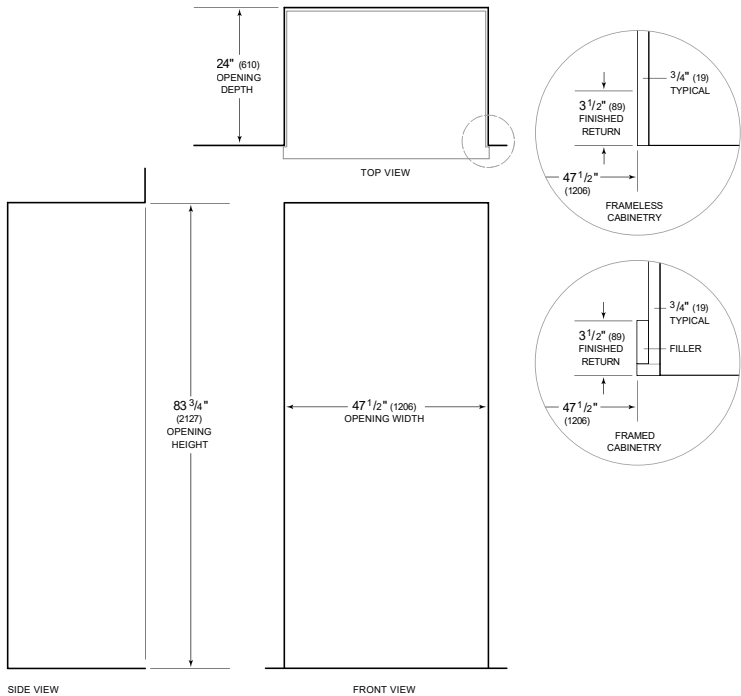 24" (610)
OPENING
DEPTH
TOP VIEW
3/4" (19)
TYPICAL
3 1/2" (89)
FINISHED
RETURN
47 1/2"
(1206)
FRAMELESS
CABINETRY
3/4" (19)
TYPICAL
3 1/2" (89)
FINISHED
RETURN
FILLER
47 1/2"
(1206)
FRAMED
CABINETRY
83 3/4"
(2127)
OPENING
HEIGHT
47 1/2" (1206)
OPENING WIDTH
SIDE VIEW
FRONT VIEW